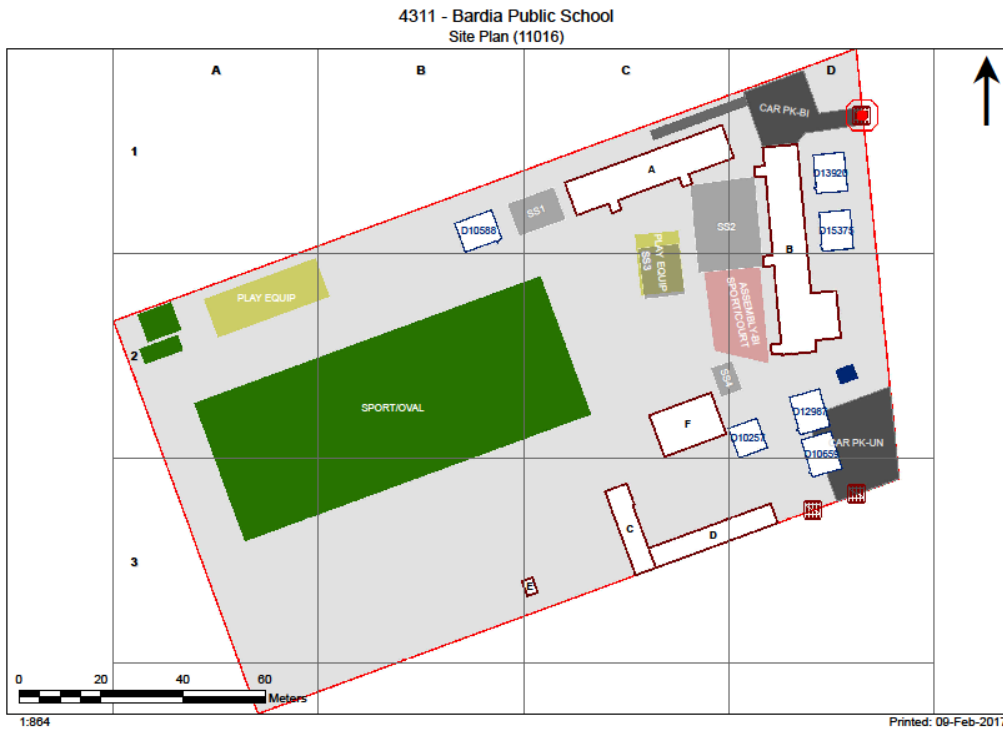 4311 - Bardia Public School
Site Plan (11016)
A
B
C
D
1
CAR PK-BI
A
D13920
SS1
D10588
SS2
D15375
B
PLAY EQUIP
SS3
PLAY EQUIP
ASSEMBLY-BI
SPORT/COURT
2
SS4
SPORT/OVAL
D12987
F
D10257
CAR PK-UN
D10659
C
D
3
E
0 20 40 60
Meters
1:864
Printed: 09-Feb-2017